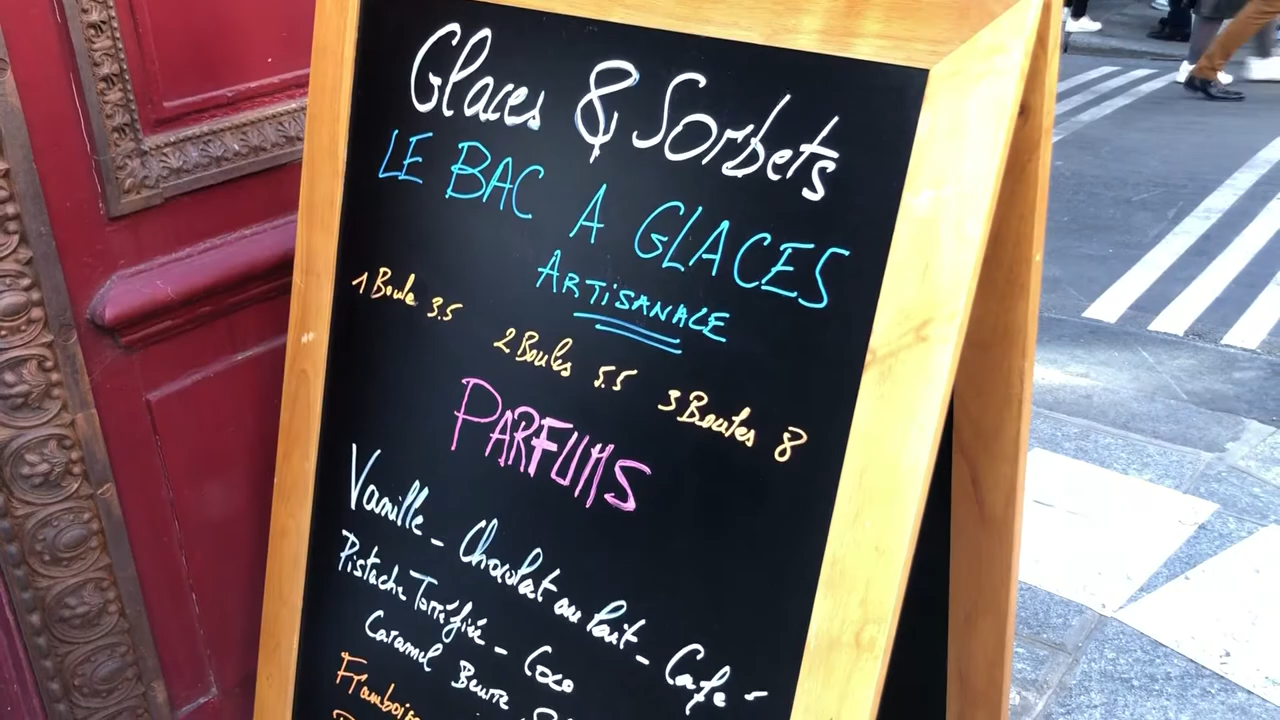 Glaces & Sorbets
LE BAC A GLACES
ARTISANALE
1 Boule 3.5 2 Boules 5.5 3 Boules 8
PARFUMS
Vanille - Chocolat au lait - Café -
Pistache Torréfiée - Coco
Caramel Beurre